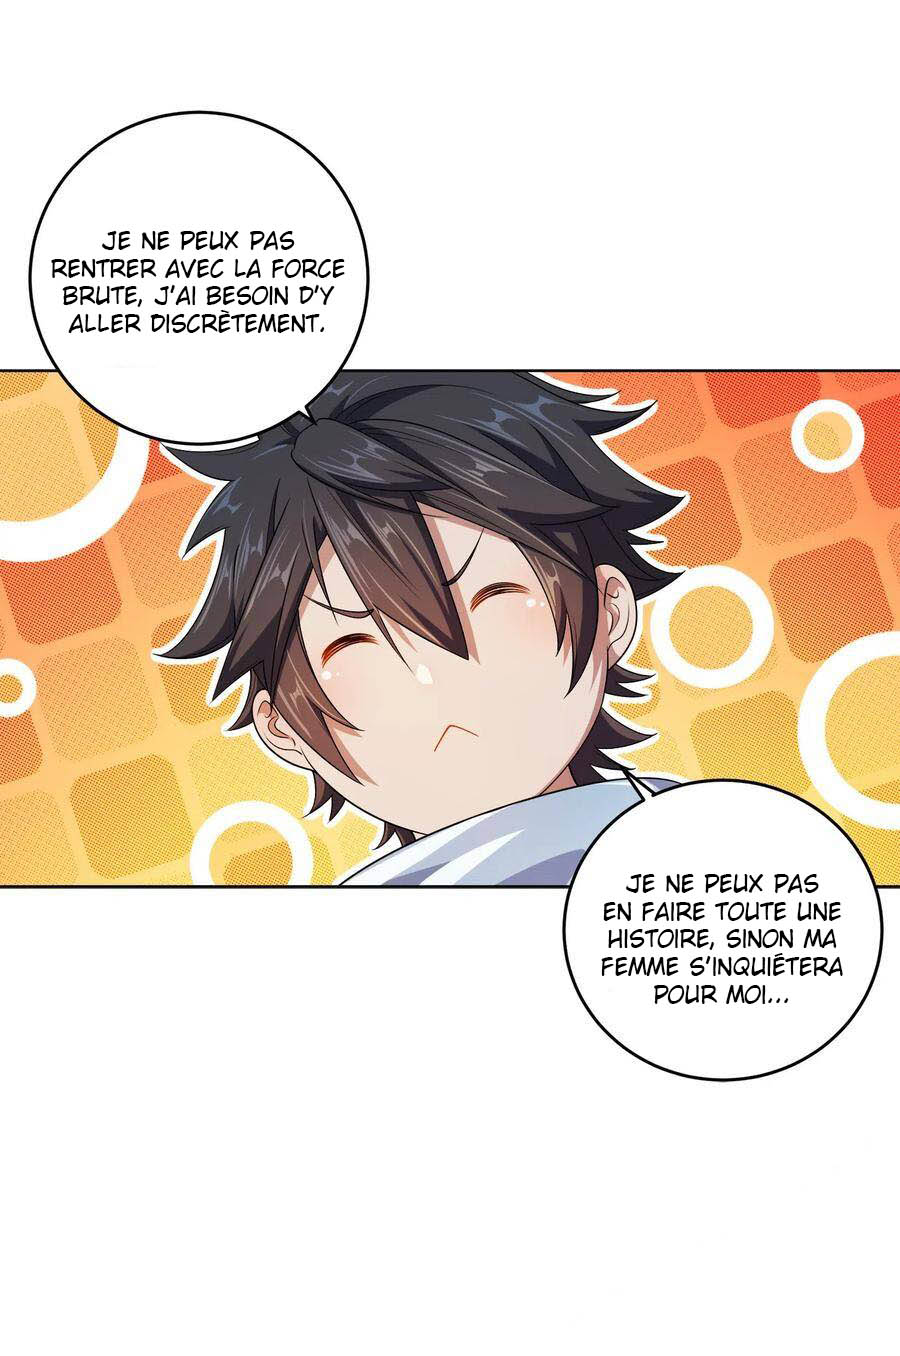 JE NE PEUX PAS
RENTRER AVEC LA FORCE
BRUTE, J'AI BESOIN D'Y
ALLER DISCRÈTEMENT.
JE NE PEUX PAS
EN FAIRE TOUTE UNE
HISTOIRE, SINON MA
FEMME S'INQUIÉTERA
POUR MOI...